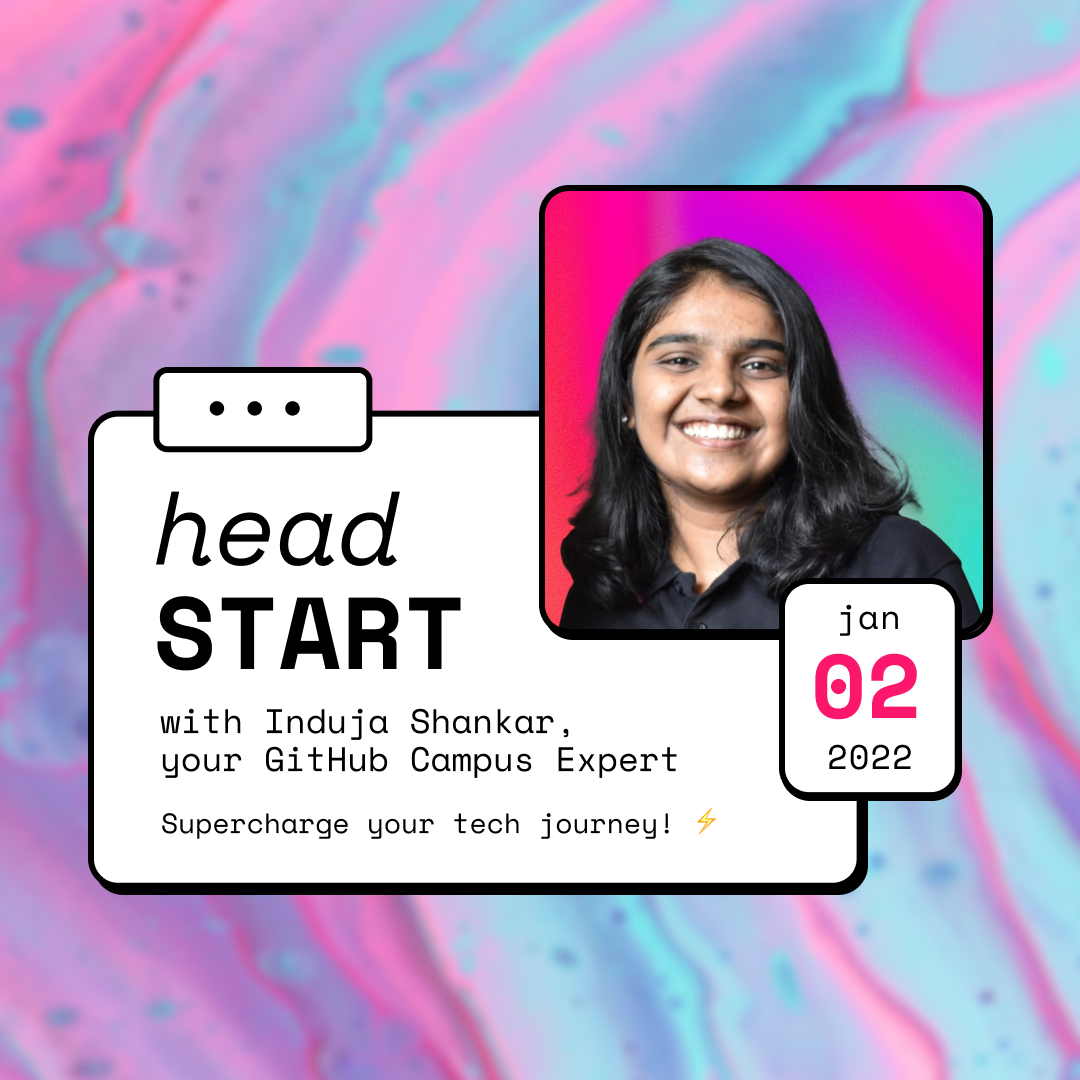 head
START
with Induja Shankar,
your GitHub Campus Expert
Supercharge your tech journey! ⚡
jan
02
2022